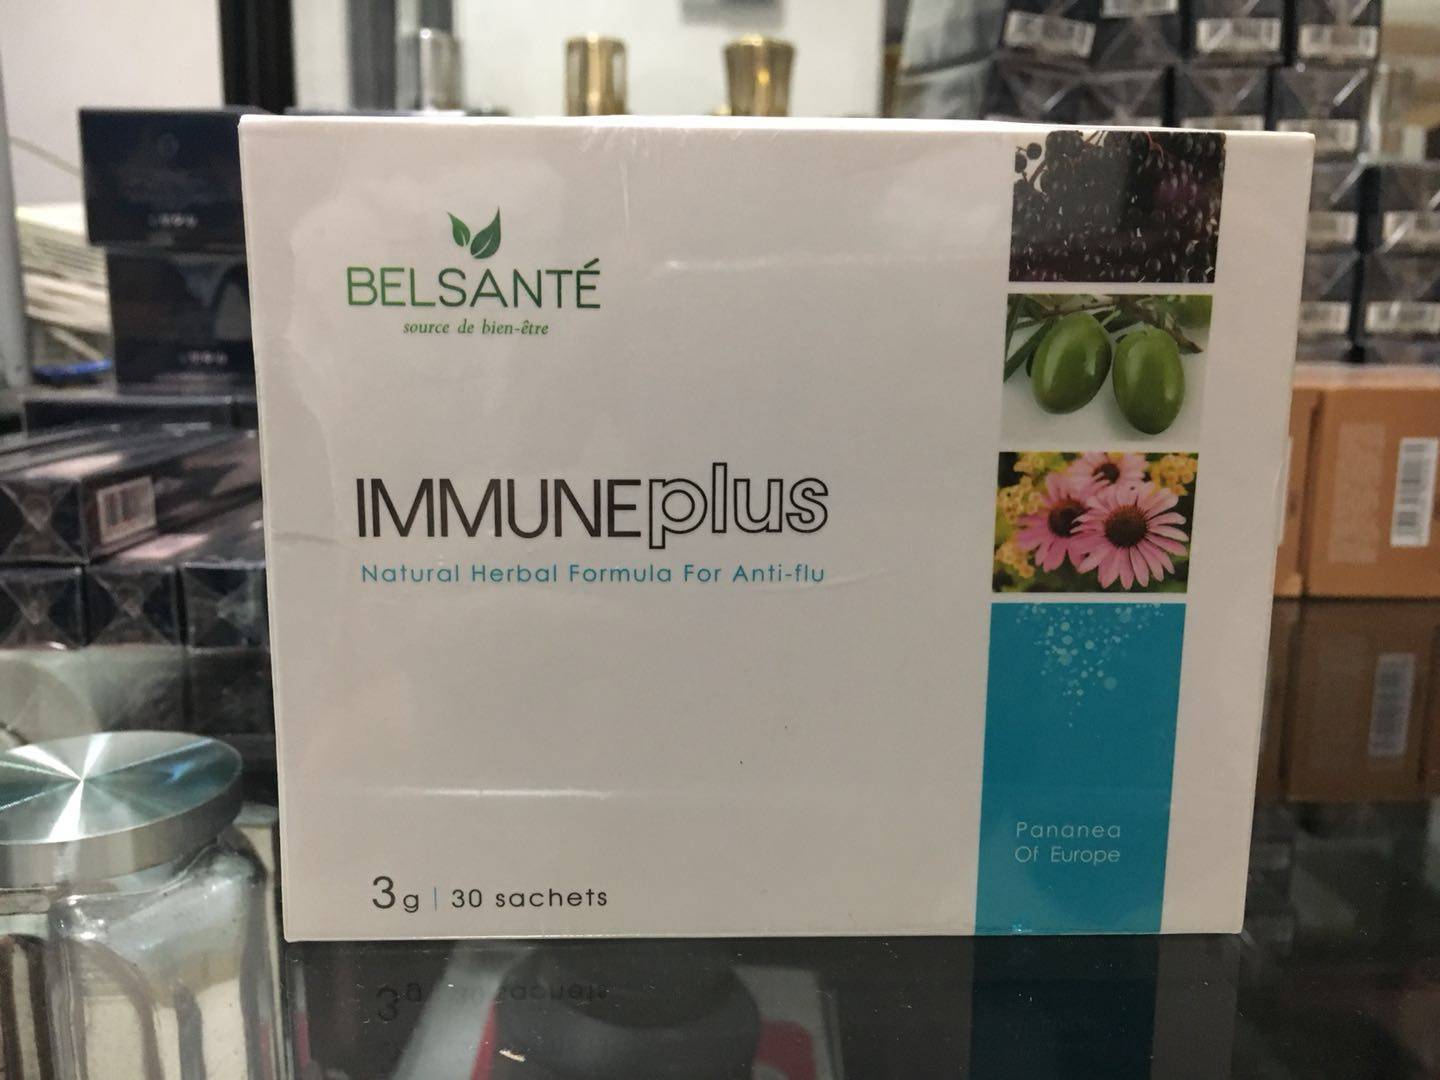 BELSANTÉ
source de bien-être
IMMUNEplus
Natural Herbal Formula For Anti-flu
Pananea
Of Europe
3g | 30 sachets